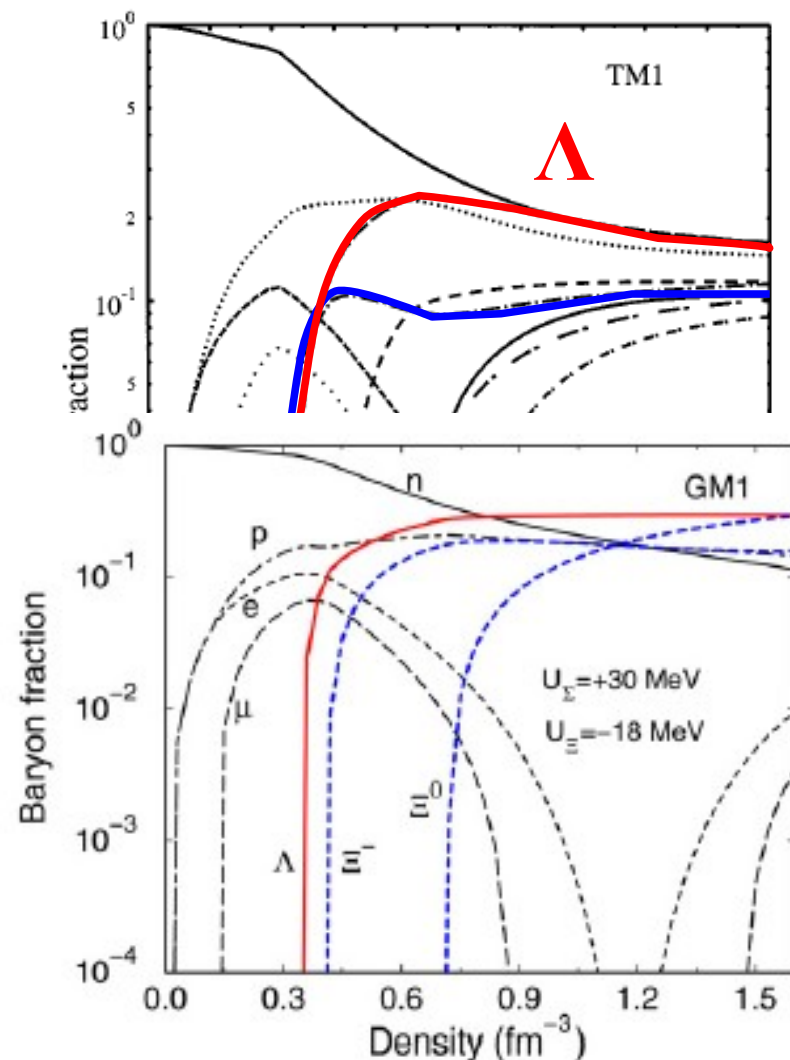 10⁰
TM1
5
Λ
2
10⁻¹
5
raction
10⁰
n
GM1
p
10⁻¹
e
U_Σ=+30 MeV
μ
10⁻²
U_Ξ=−18 MeV
Baryon fraction
Ξ⁰
10⁻³
Λ
Ξ⁻
10⁻⁴
0.0 0.3 0.6 0.9 1.2 1.5
Density (fm⁻³)